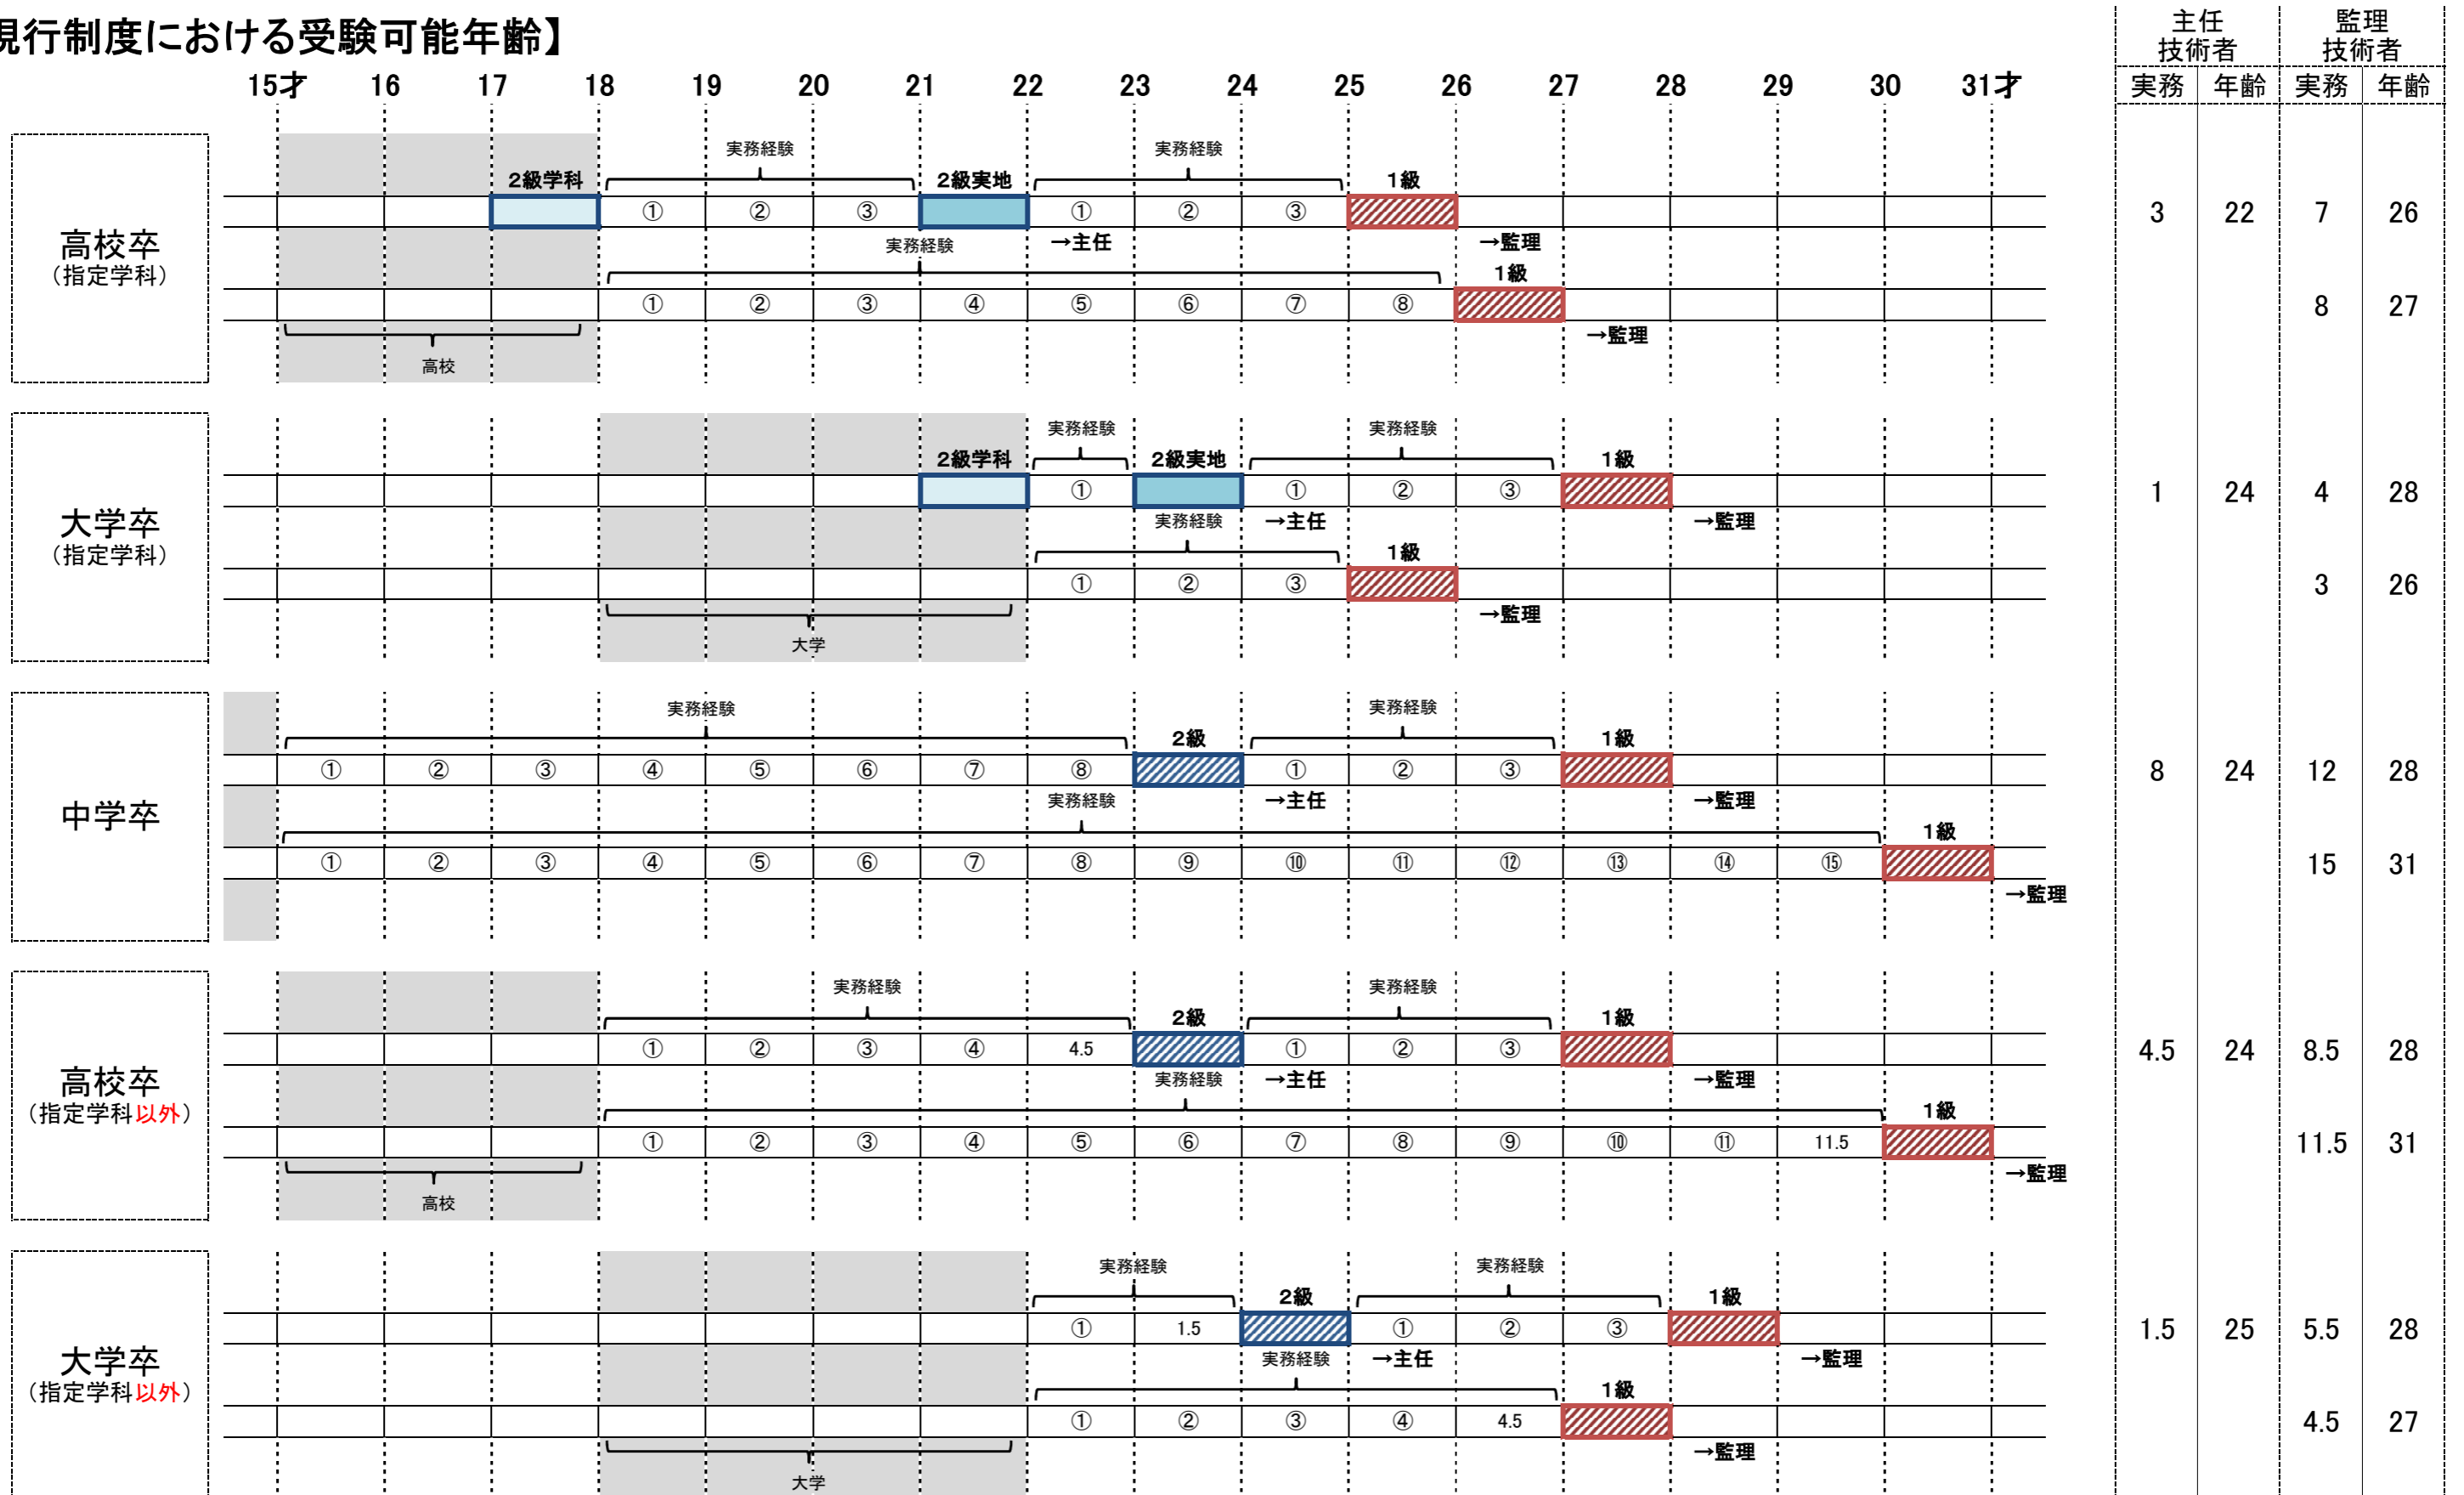 現行制度における受験可能年齢】
主任
技術者
監理
技術者
15才 16 17 18 19 20 21 22 23 24 25 26 27 28 29 30 31才
実務 年齢 実務 年齢
高校卒
（指定学科）
実務経験 実務経験
2級学科 2級実地 1級
① ② ③ ① ② ③
3 22 7 26
→主任 →監理
実務経験
1級
① ② ③ ④ ⑤ ⑥ ⑦ ⑧
8 27
→監理
高校
大学卒
（指定学科）
実務経験 実務経験
2級学科 2級実地 1級
① ① ② ③
1 24 4 28
→主任 →監理
実務経験
1級
① ② ③
3 26
→監理
大学
中学卒
実務経験 実務経験
2級 1級
① ② ③ ④ ⑤ ⑥ ⑦ ⑧ ① ② ③
8 24 12 28
→主任 →監理
実務経験
1級
① ② ③ ④ ⑤ ⑥ ⑦ ⑧ ⑨ ⑩ ⑪ ⑫ ⑬ ⑭ ⑮
15 31
→監理
高校卒
（指定学科以外）
実務経験 実務経験
2級 1級
① ② ③ ④ 4.5 ① ② ③
4.5 24 8.5 28
→主任 →監理
実務経験
1級
① ② ③ ④ ⑤ ⑥ ⑦ ⑧ ⑨ ⑩ ⑪ 11.5
11.5 31
→監理
高校
大学卒
（指定学科以外）
実務経験 実務経験
2級 1級
① 1.5 ① ② ③
1.5 25 5.5 28
→主任 →監理
実務経験
1級
① ② ③ ④ 4.5
4.5 27
→監理
大学